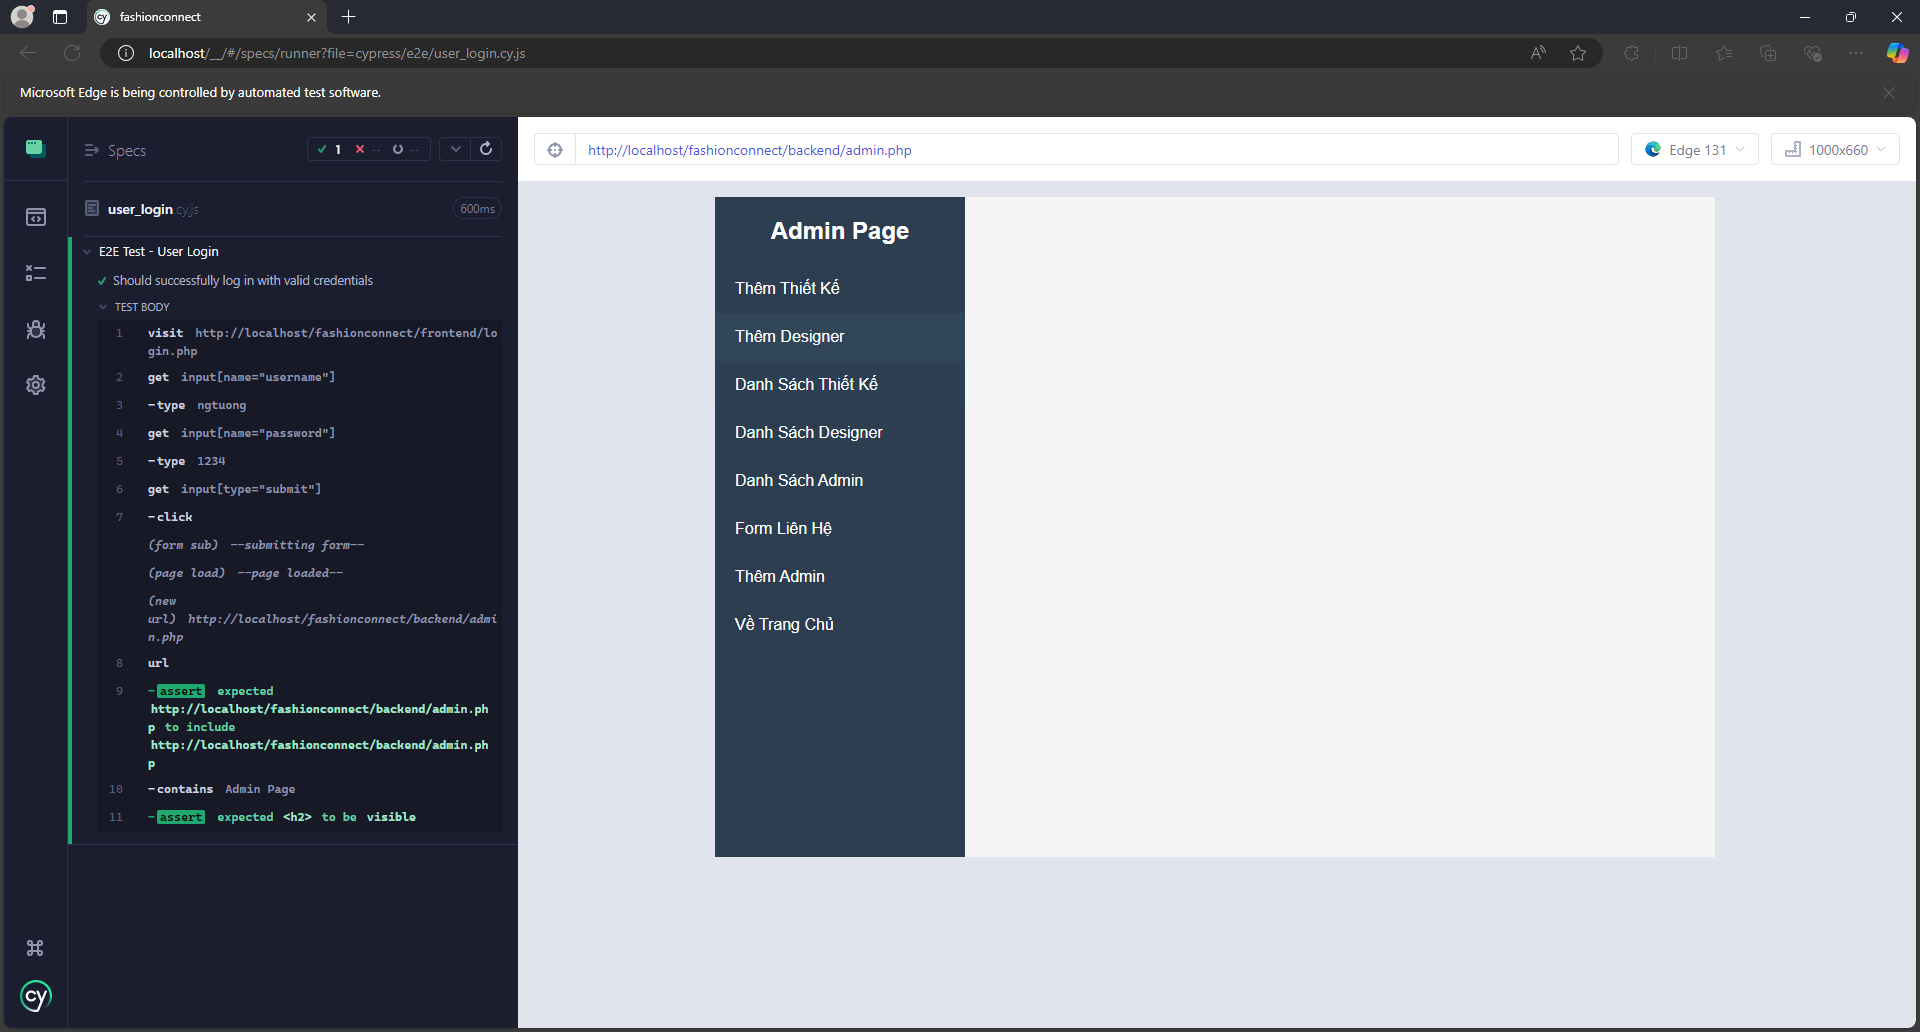 fashionconnect
localhost/__/#/specs/runner?file=cypress/e2e/user_login.cy.js
Microsoft Edge is being controlled by automated test software.
Specs
1 -- --
http://localhost/fashionconnect/backend/admin.php
Edge 131
1000x660
user_login.cy.js
600ms
E2E Test - User Login
Should successfully log in with valid credentials
TEST BODY
1 visit http://localhost/fashionconnect/frontend/lo
gin.php
2 get input[name="username"]
3 -type ngtuong
4 get input[name="password"]
5 -type 1234
6 get input[type="submit"]
7 -click
(form sub) --submitting form--
(page load) --page loaded--
(new
url) http://localhost/fashionconnect/backend/admi
n.php
8 url
9 -assert expected
http://localhost/fashionconnect/backend/admin.ph
p to include
http://localhost/fashionconnect/backend/admin.ph
p
10 -contains Admin Page
11 -assert expected <h2> to be visible
cy
Admin Page
Thêm Thiết Kế
Thêm Designer
Danh Sách Thiết Kế
Danh Sách Designer
Danh Sách Admin
Form Liên Hệ
Thêm Admin
Về Trang Chủ